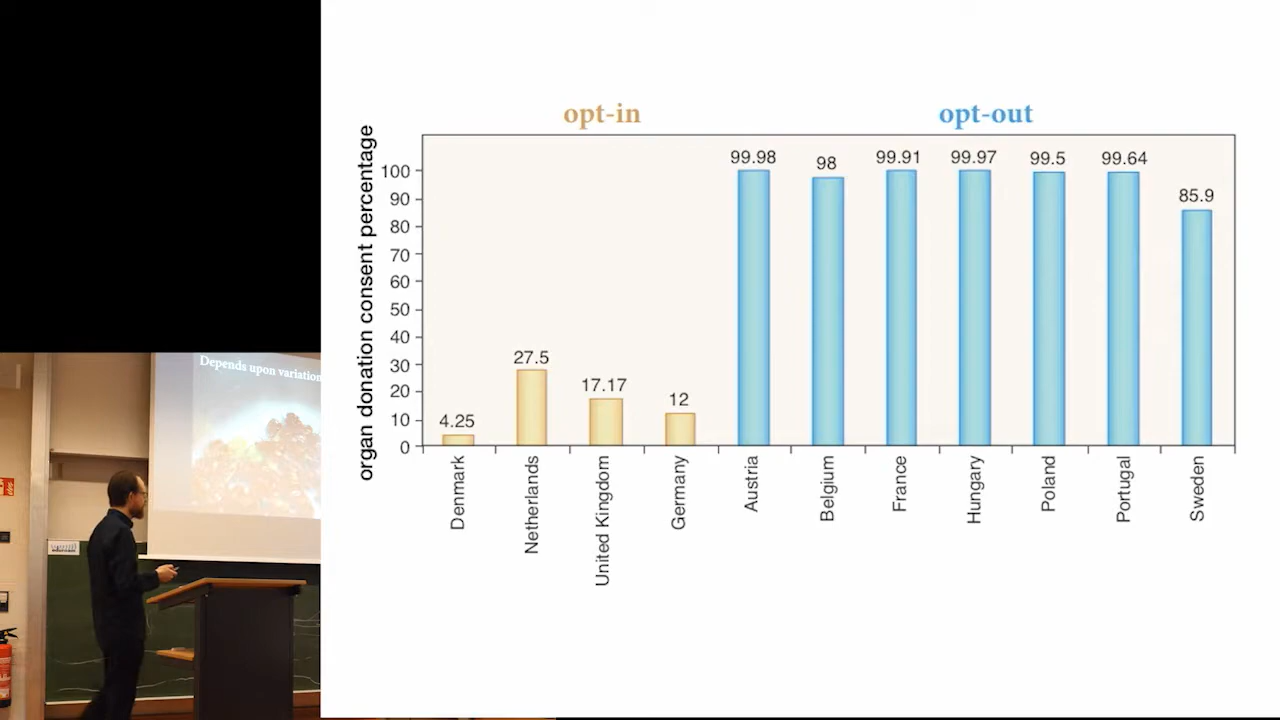 opt-in
opt-out
organ donation consent percentage
100
90
80
70
60
50
40
30
20
10
0
4.25
27.5
17.17
12
99.98
98
99.91
99.97
99.5
99.64
85.9
Denmark
Netherlands
United Kingdom
Germany
Austria
Belgium
France
Hungary
Poland
Portugal
Sweden
Depends upon variation